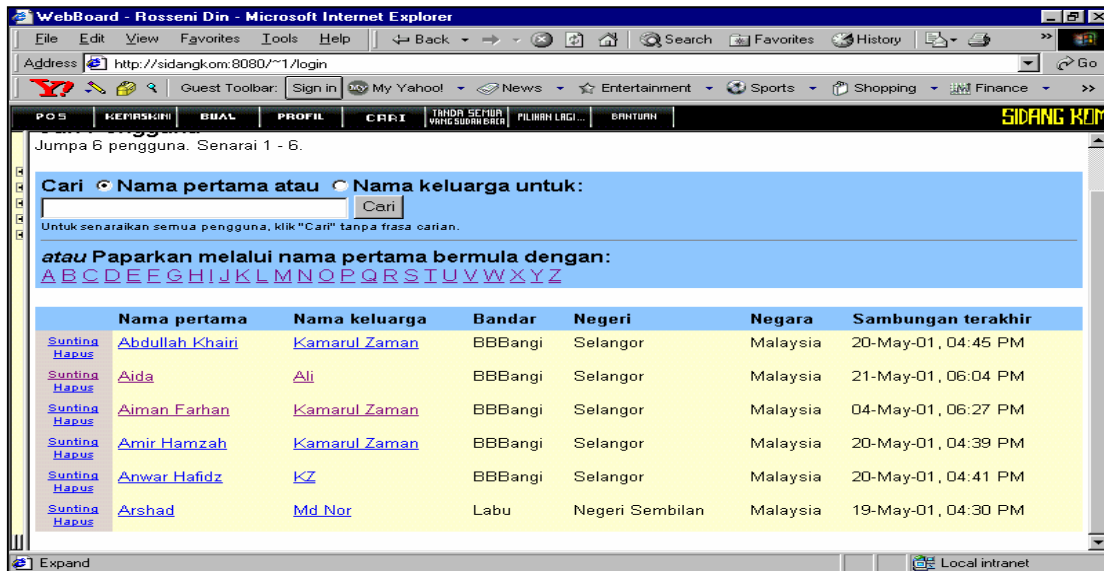 WebBoard - Rosseni Din - Microsoft Internet Explorer
File Edit View Favorites Tools Help Back Search Favorites History »
Address http://sidangkom:8080/~1/login Go
Y! Guest Toolbar: Sign in My Yahoo! News Entertainment Sports Shopping Finance »
POS KEMASKINI BUAL PROFIL CARI TANDA SEMUA YANG SUDAH BACA PILIHAN LAGI... BANTUAN SIDANG KOM
Jumpa 6 pengguna. Senarai 1 - 6.
Cari Nama pertama atau Nama keluarga untuk:
Cari
Untuk senaraikan semua pengguna, klik "Cari" tanpa frasa carian.
atau Paparkan melalui nama pertama bermula dengan:
A B C D E F G H I J K L M N O P Q R S T U V W X Y Z
Nama pertama Nama keluarga Bandar Negeri Negara Sambungan terakhir
Sunting Hapus Abdullah Khairi Kamarul Zaman BBBangi Selangor Malaysia 20-May-01, 04:45 PM
Sunting Hapus Aida Ali BBBangi Selangor Malaysia 21-May-01, 06:04 PM
Sunting Hapus Aiman Farhan Kamarul Zaman BBBangi Selangor Malaysia 04-May-01, 06:27 PM
Sunting Hapus Amir Hamzah Kamarul Zaman BBBangi Selangor Malaysia 20-May-01, 04:39 PM
Sunting Hapus Anwar Hafidz KZ BBBangi Selangor Malaysia 20-May-01, 04:41 PM
Sunting Hapus Arshad Md Nor Labu Negeri Sembilan Malaysia 19-May-01, 04:30 PM
Expand Local intranet